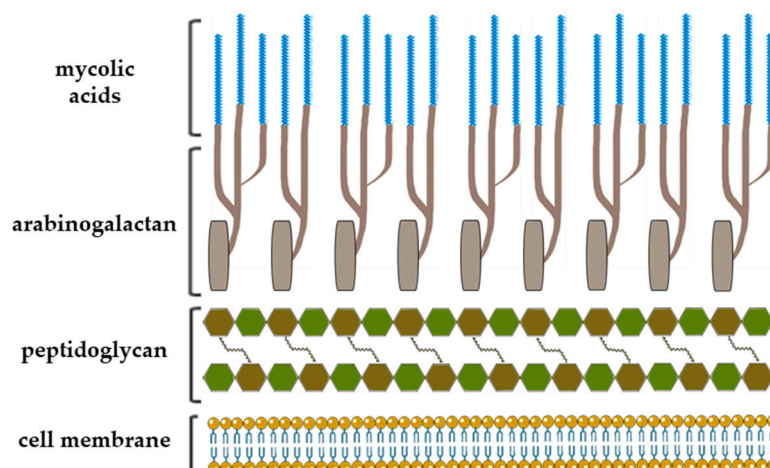 mycolic
acids
arabinogalactan
peptidoglycan
cell membrane